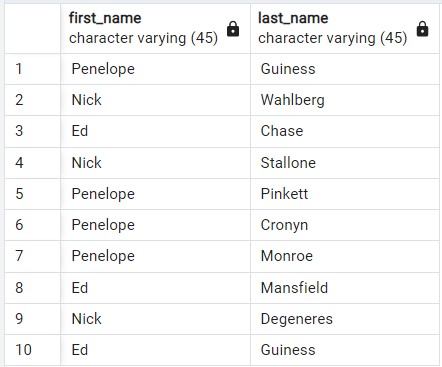 first_name last_name
character varying (45) character varying (45)
1 Penelope Guiness
2 Nick Wahlberg
3 Ed Chase
4 Nick Stallone
5 Penelope Pinkett
6 Penelope Cronyn
7 Penelope Monroe
8 Ed Mansfield
9 Nick Degeneres
10 Ed Guiness